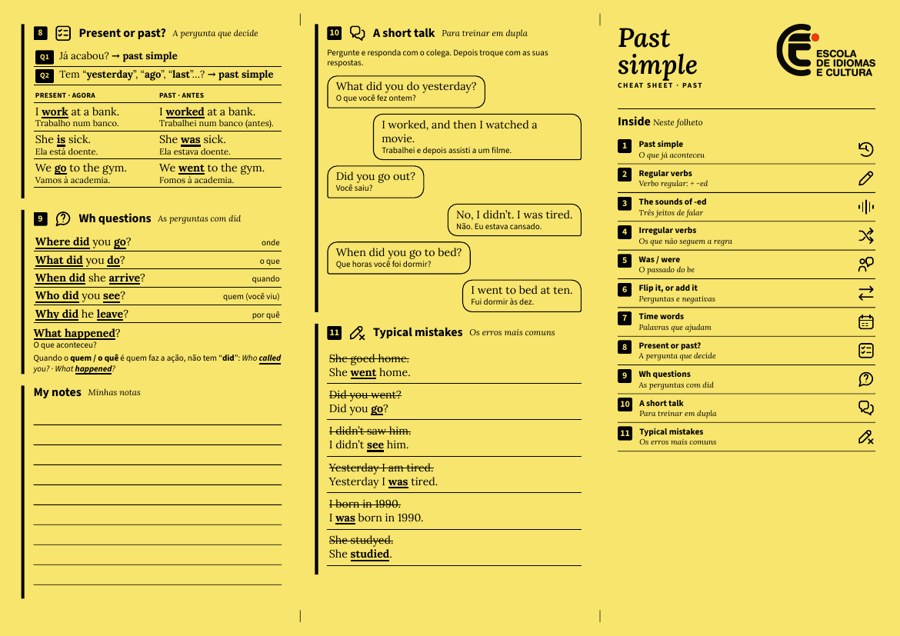 8 Present or past? A pergunta que decide
Q1 Já acabou? → past simple
Q2 Tem “yesterday”, “ago”, “last”...? → past simple
PRESENT · AGORA PAST · ANTES
I work at a bank. I worked at a bank.
Trabalho num banco. Trabalhei num banco (antes).
She is sick. She was sick.
Ela está doente. Ela estava doente.
We go to the gym. We went to the gym.
Vamos à academia. Fomos à academia.
9 Wh questions As perguntas com did
Where did you go? onde
What did you do? o que
When did she arrive? quando
Who did you see? quem (você viu)
Why did he leave? por quê
What happened?
O que aconteceu?
Quando o quem / o quê é quem faz a ação, não tem “did”: Who called
you? · What happened?
My notes Minhas notas
10 A short talk Para treinar em dupla
Pergunte e responda com o colega. Depois troque com as suas
respostas.
What did you do yesterday?
O que você fez ontem?
I worked, and then I watched a
movie.
Trabalhei e depois assisti a um filme.
Did you go out?
Você saiu?
No, I didn’t. I was tired.
Não. Eu estava cansado.
When did you go to bed?
Que horas você foi dormir?
I went to bed at ten.
Fui dormir às dez.
11 Typical mistakes Os erros mais comuns
She goed home.
She went home.
Did you went?
Did you go?
I didn’t saw him.
I didn’t see him.
Yesterday I am tired.
Yesterday I was tired.
I born in 1990.
I was born in 1990.
She studyed.
She studied.
Past
simple
CHEAT SHEET · PAST
ESCOLA
DE IDIOMAS
E CULTURA
Inside Neste folheto
1 Past simple
O que já aconteceu
2 Regular verbs
Verbo regular: + -ed
3 The sounds of -ed
Três jeitos de falar
4 Irregular verbs
Os que não seguem a regra
5 Was / were
O passado do be
6 Flip it, or add it
Perguntas e negativas
7 Time words
Palavras que ajudam
8 Present or past?
A pergunta que decide
9 Wh questions
As perguntas com did
10 A short talk
Para treinar em dupla
11 Typical mistakes
Os erros mais comuns